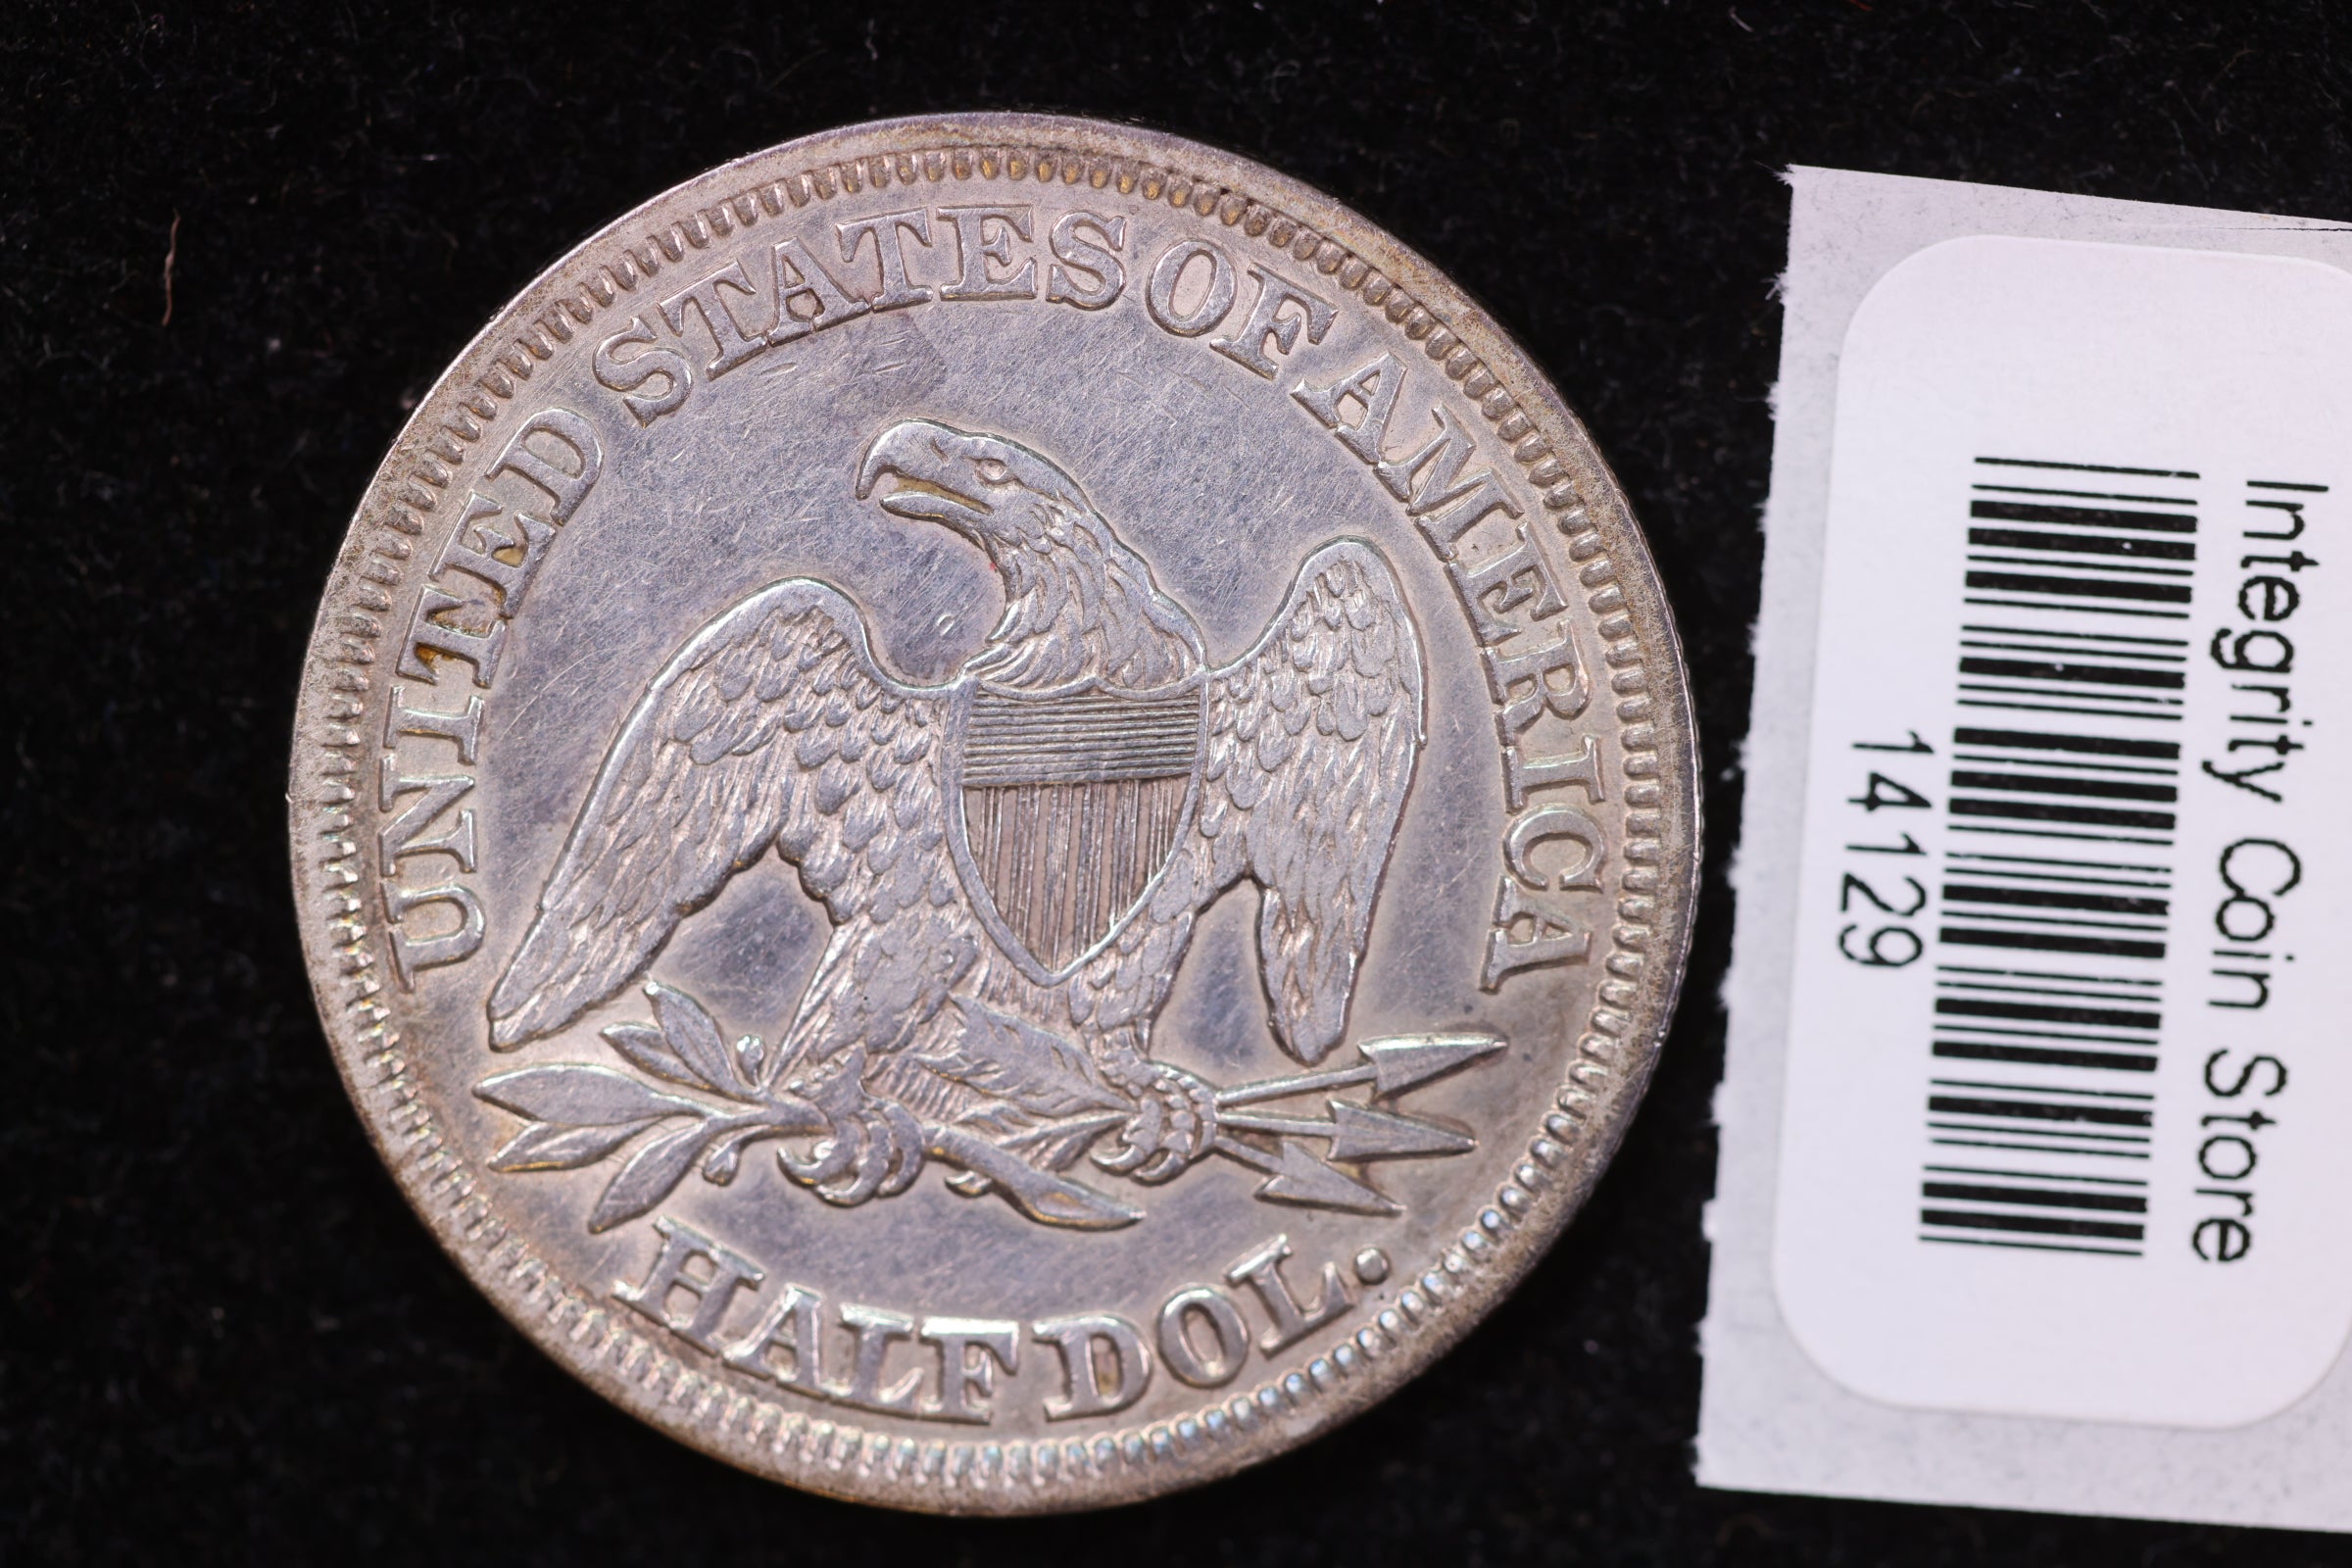 UNITED STATES OF AMERICA
HALF DOL.
Integrity Coin Store
14129